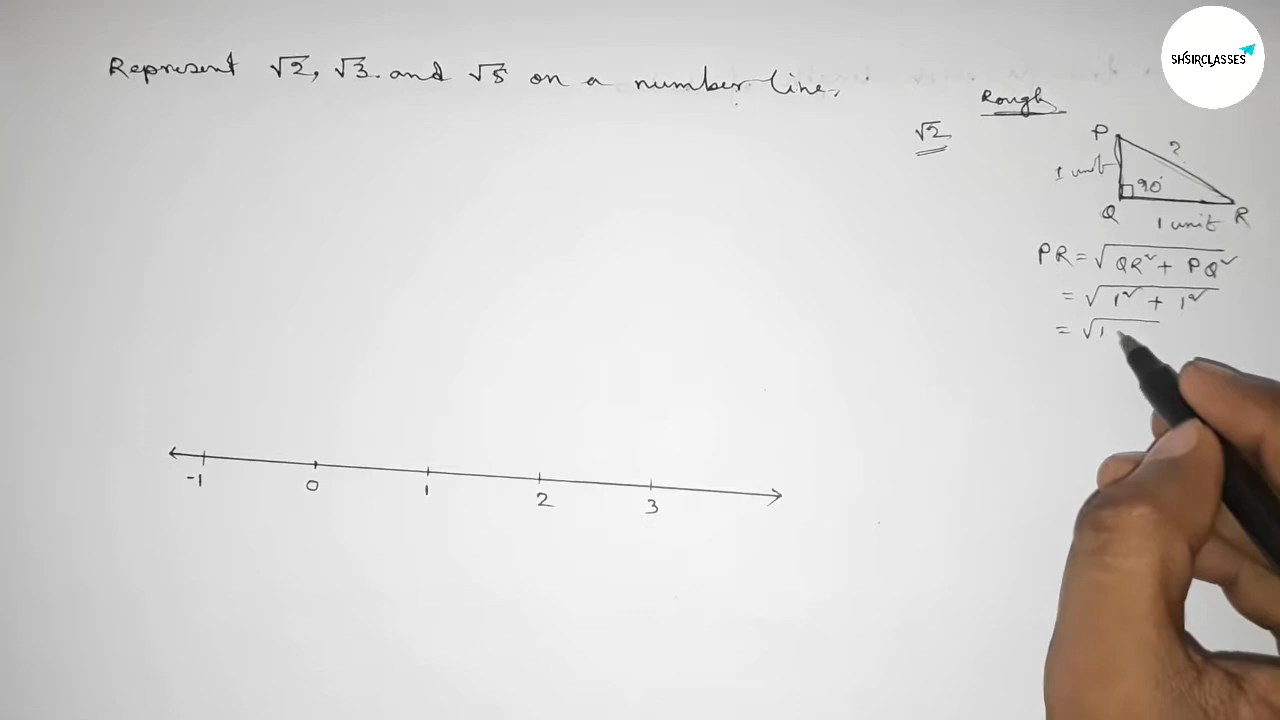 Represent √2, √3 and √5 on a number line.
SHSIRCLASSES
Rough
√2
P
?
1 unit
90°
Q
1 unit
R
PR = √QR² + PQ²
= √1² + 1²
= √1
-1 0 1 2 3